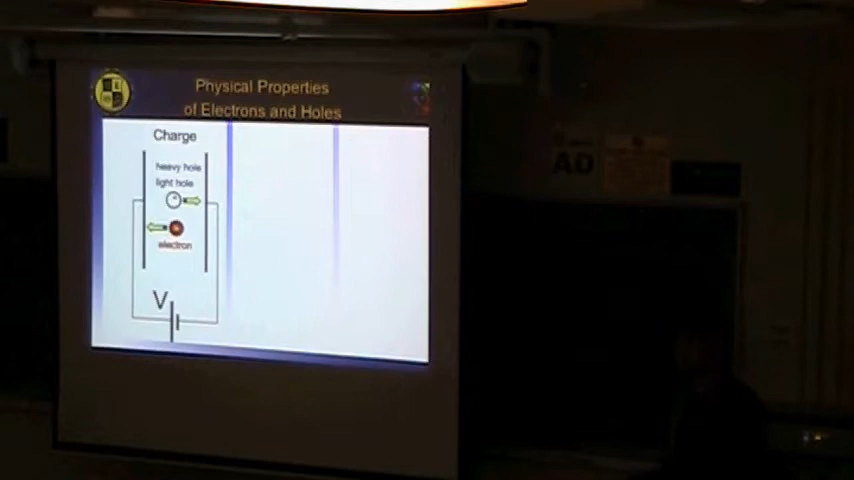 Physical Properties
of Electrons and Holes
Charge
heavy hole
light hole
electron
V
AD